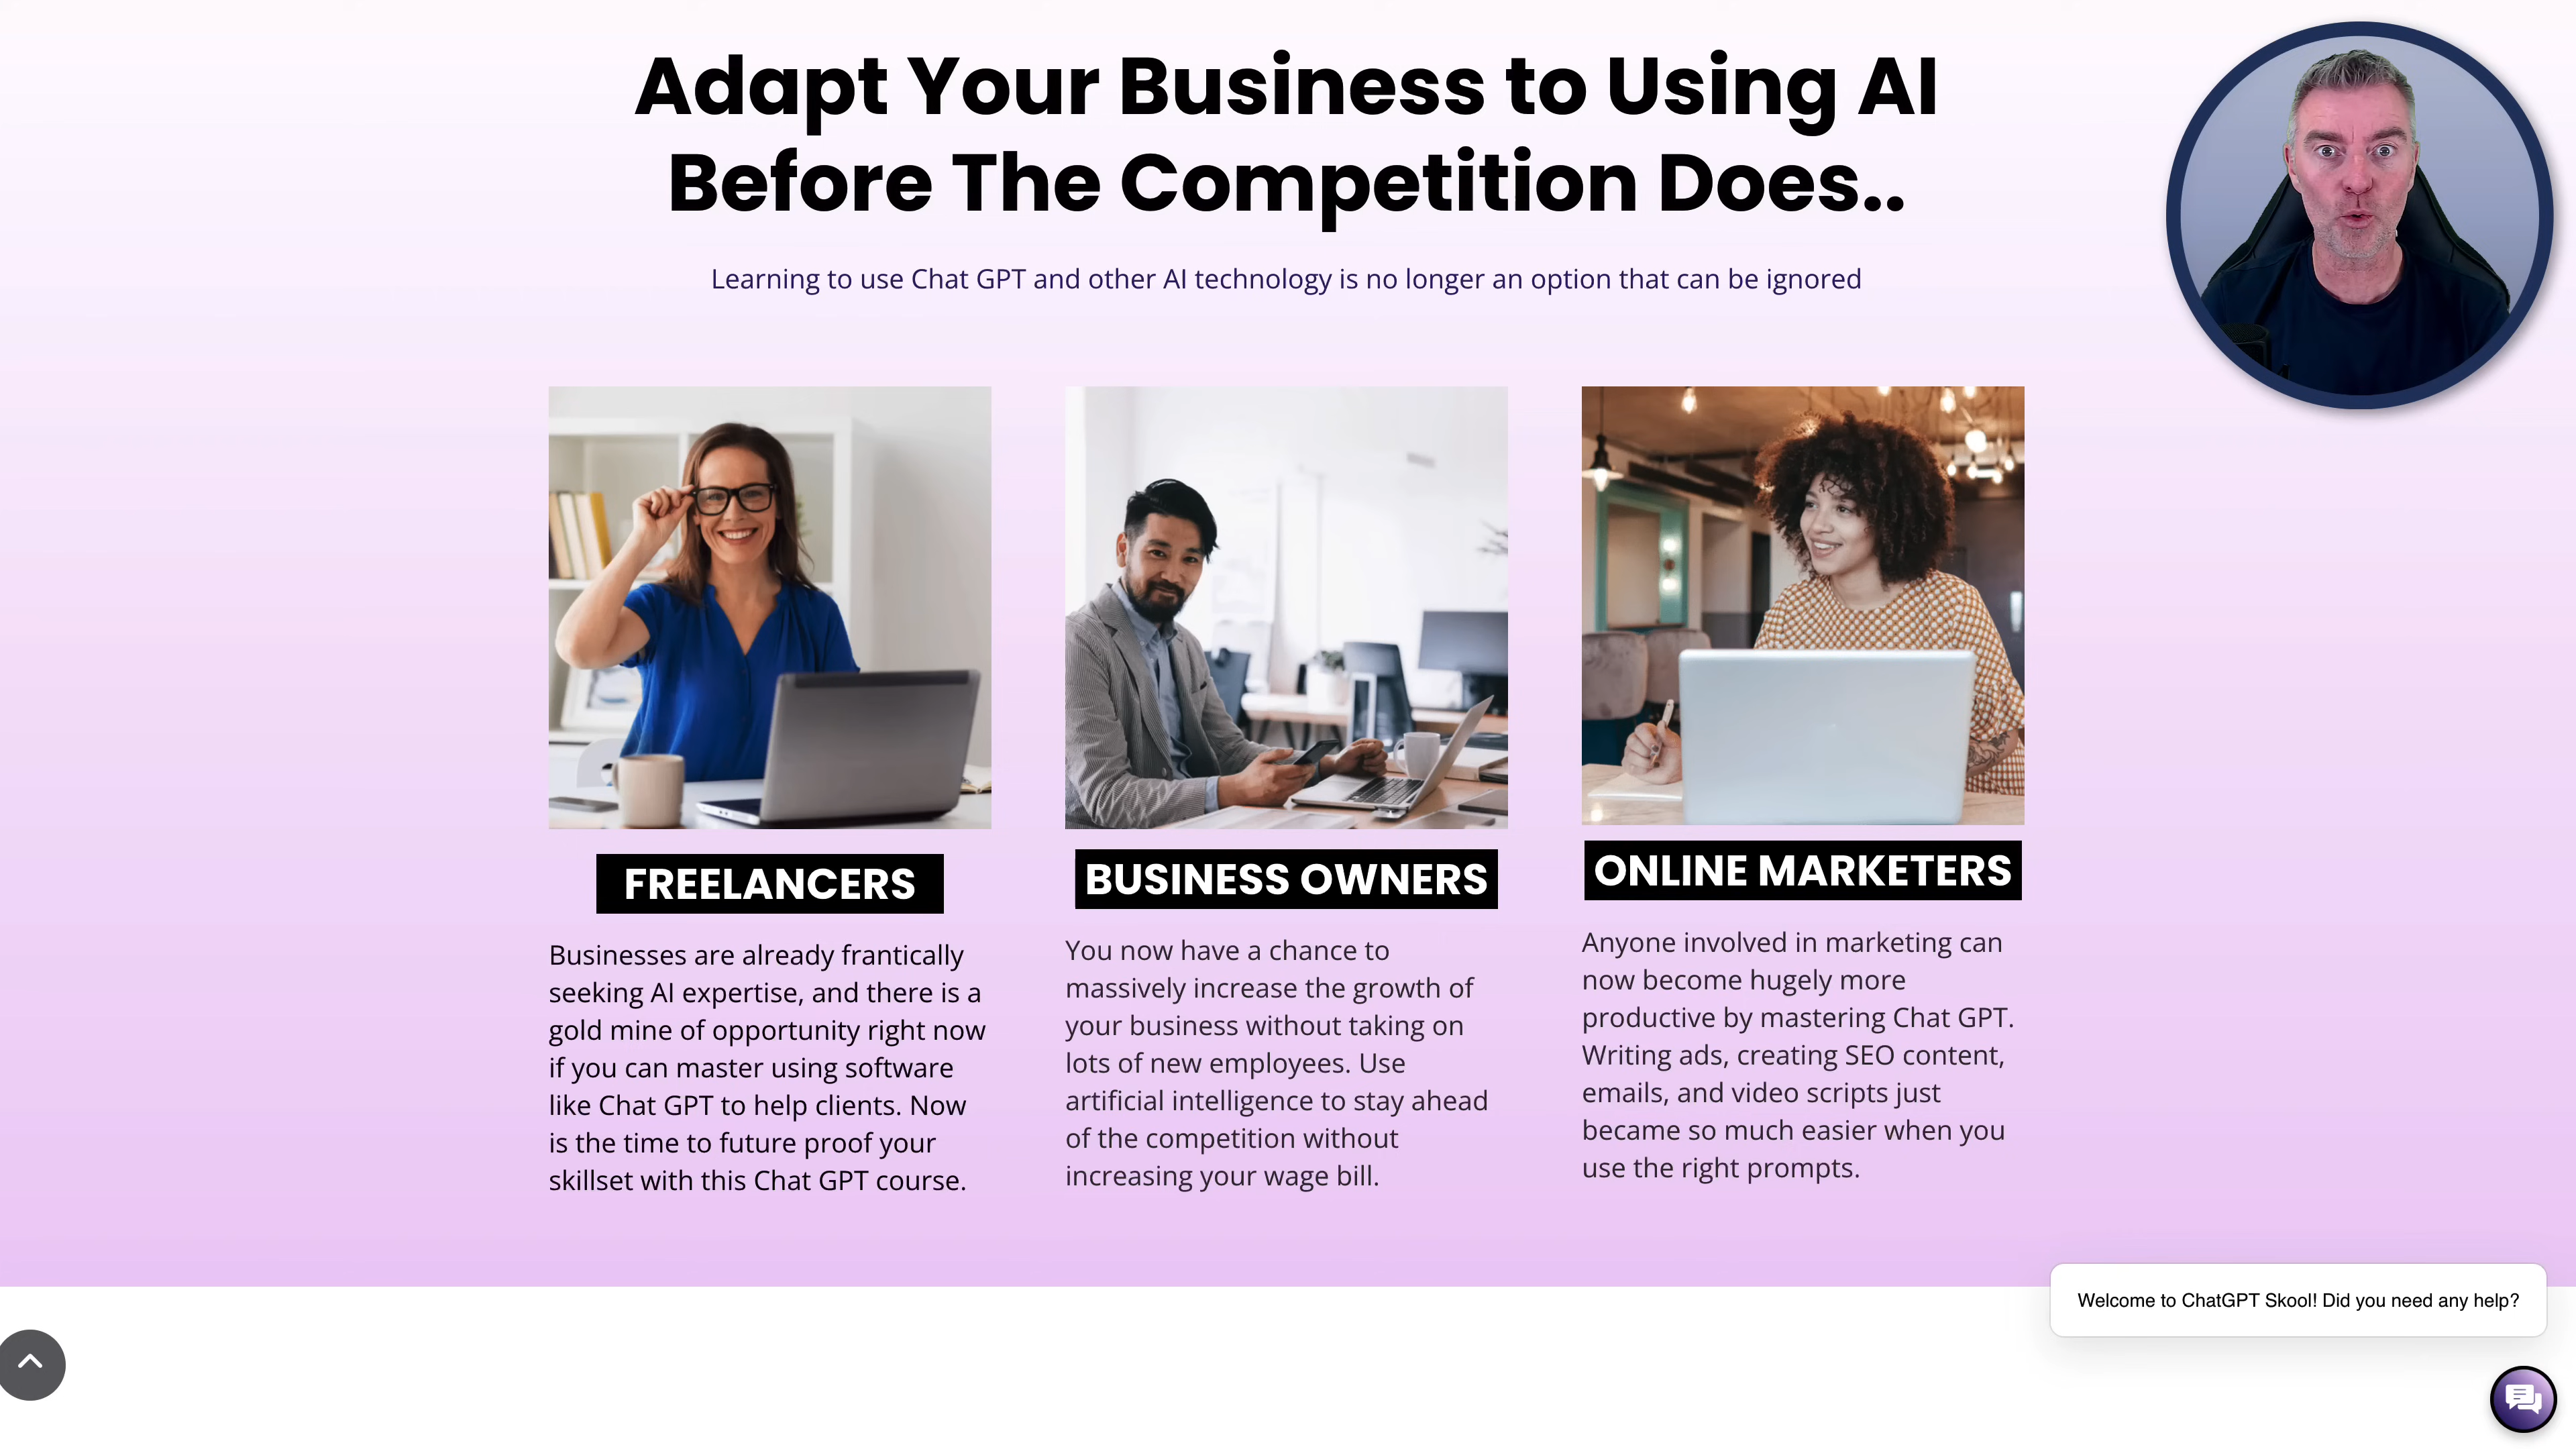 Adapt Your Business to Using AI
Before The Competition Does..
Learning to use Chat GPT and other AI technology is no longer an option that can be ignored
FREELANCERS
Businesses are already frantically
seeking AI expertise, and there is a
gold mine of opportunity right now
if you can master using software
like Chat GPT to help clients. Now
is the time to future proof your
skillset with this Chat GPT course.
BUSINESS OWNERS
You now have a chance to
massively increase the growth of
your business without taking on
lots of new employees. Use
artificial intelligence to stay ahead
of the competition without
increasing your wage bill.
ONLINE MARKETERS
Anyone involved in marketing can
now become hugely more
productive by mastering Chat GPT.
Writing ads, creating SEO content,
emails, and video scripts just
became so much easier when you
use the right prompts.
Welcome to ChatGPT Skool! Did you need any help?